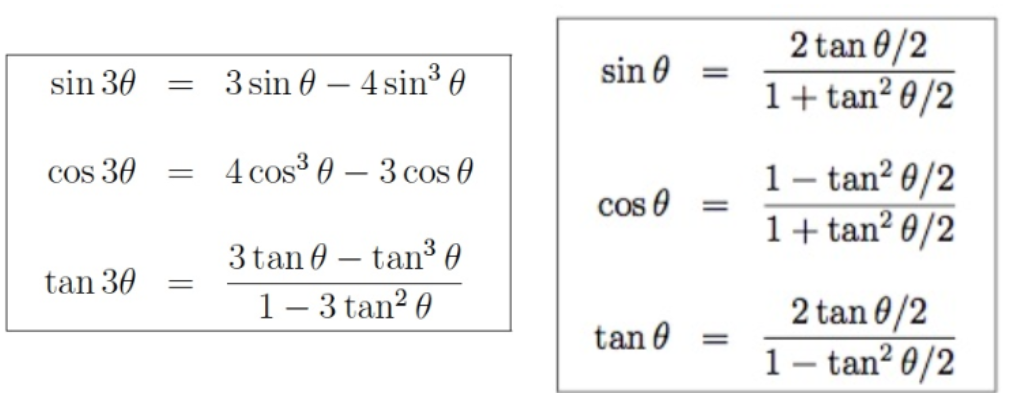 sin 3θ = 3 sin θ − 4 sin³ θ
cos 3θ = 4 cos³ θ − 3 cos θ
tan 3θ = (3 tan θ − tan³ θ) / (1 − 3 tan² θ)
sin θ = (2 tan θ/2) / (1 + tan² θ/2)
cos θ = (1 − tan² θ/2) / (1 + tan² θ/2)
tan θ = (2 tan θ/2) / (1 − tan² θ/2)